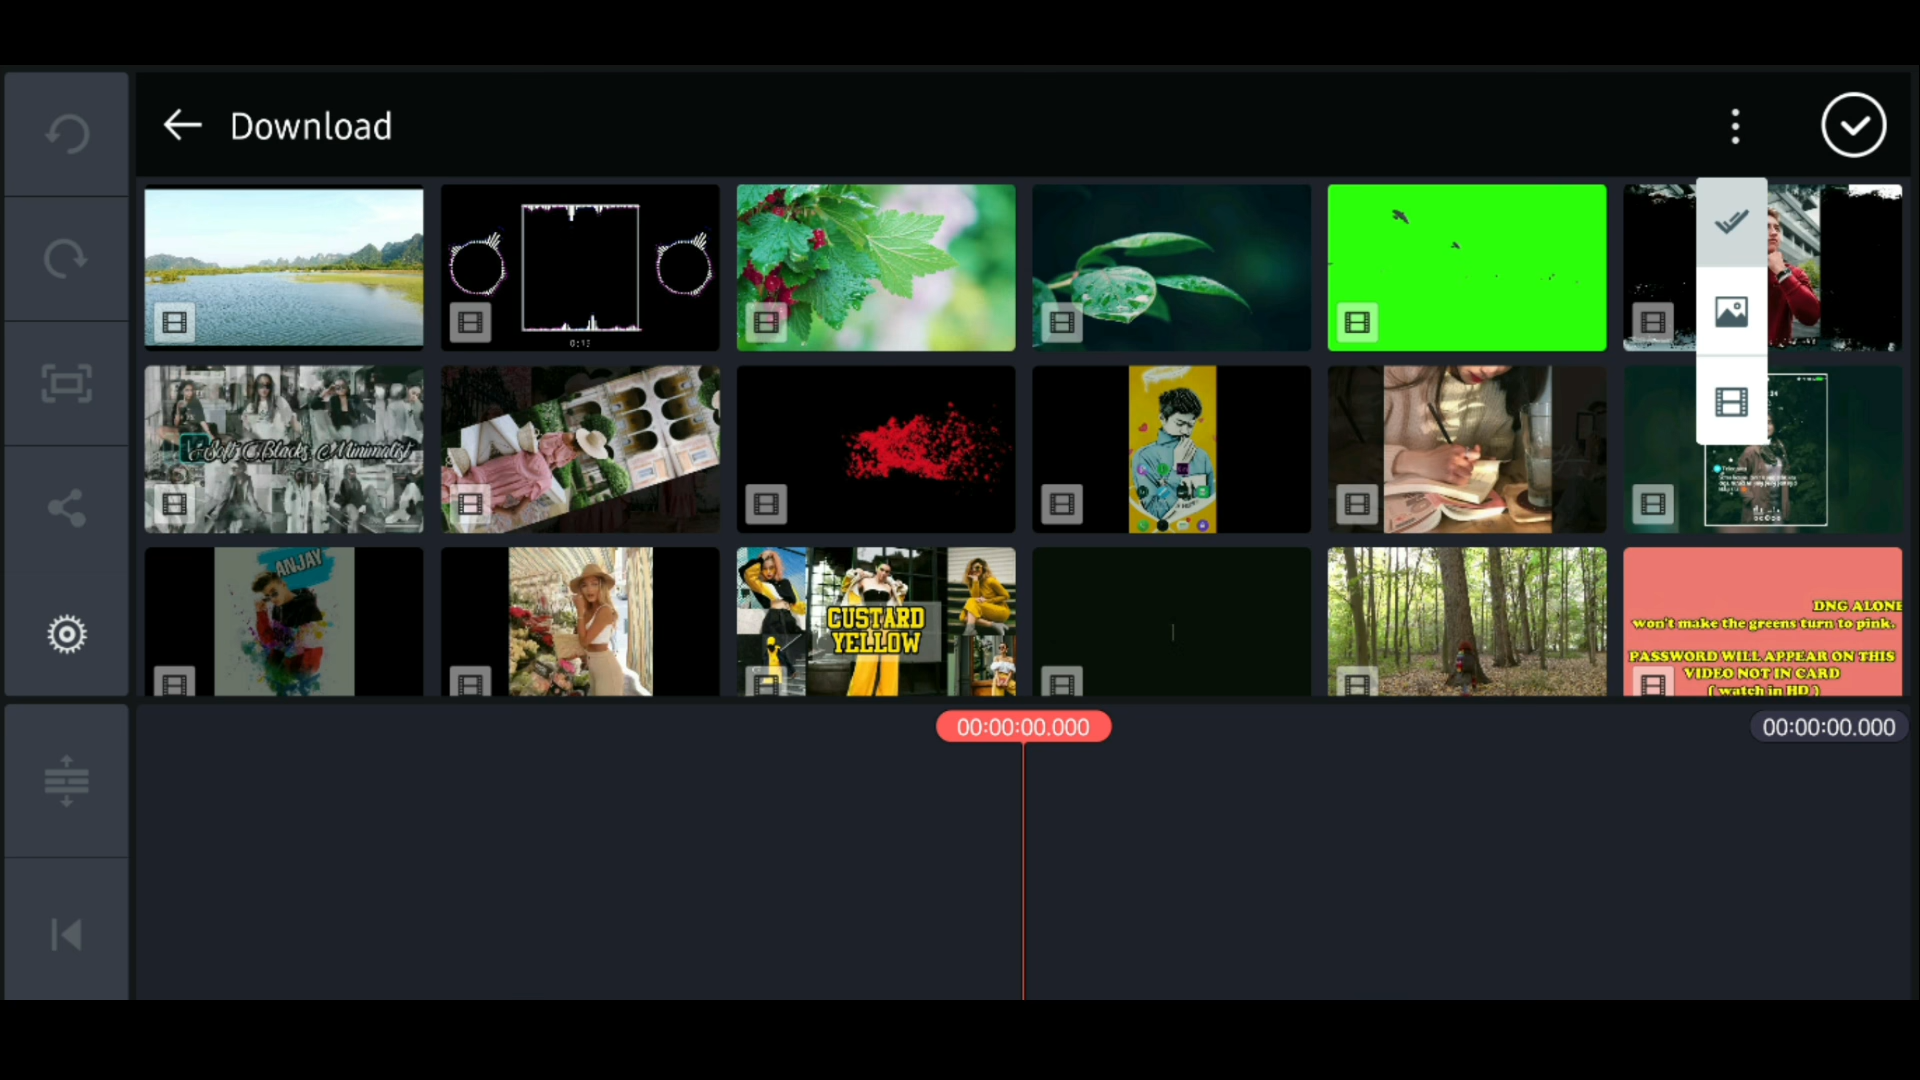 Download
0:13
Soft Blacks, Minimalist
ANJAY
CUSTARD
YELLOW
DNG ALONE
won't make the greens turn to pink.
PASSWORD WILL APPEAR ON THIS
VIDEO NOT IN CARD
( watch in HD )
00:00:00.000
00:00:00.000